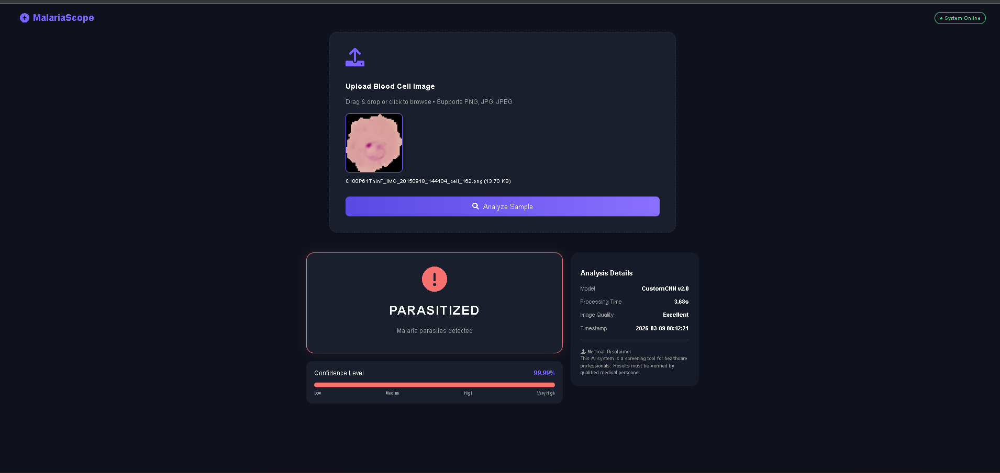 MalariaScope
System Online
Upload Blood Cell Image
Drag & drop or click to browse • Supports PNG, JPG, JPEG
C100P61ThinF_IMG_20150918_144104_cell_162.png (13.70 KB)
Analyze Sample
PARASITIZED
Malaria parasites detected
Confidence Level 99.99%
Low Medium High Very High
Analysis Details
Model CustomCNN v2.0
Processing Time 3.68s
Image Quality Excellent
Timestamp 2026-03-09 08:42:21
Medical Disclaimer
This AI system is a screening tool for healthcare
professionals. Results must be verified by
qualified medical personnel.